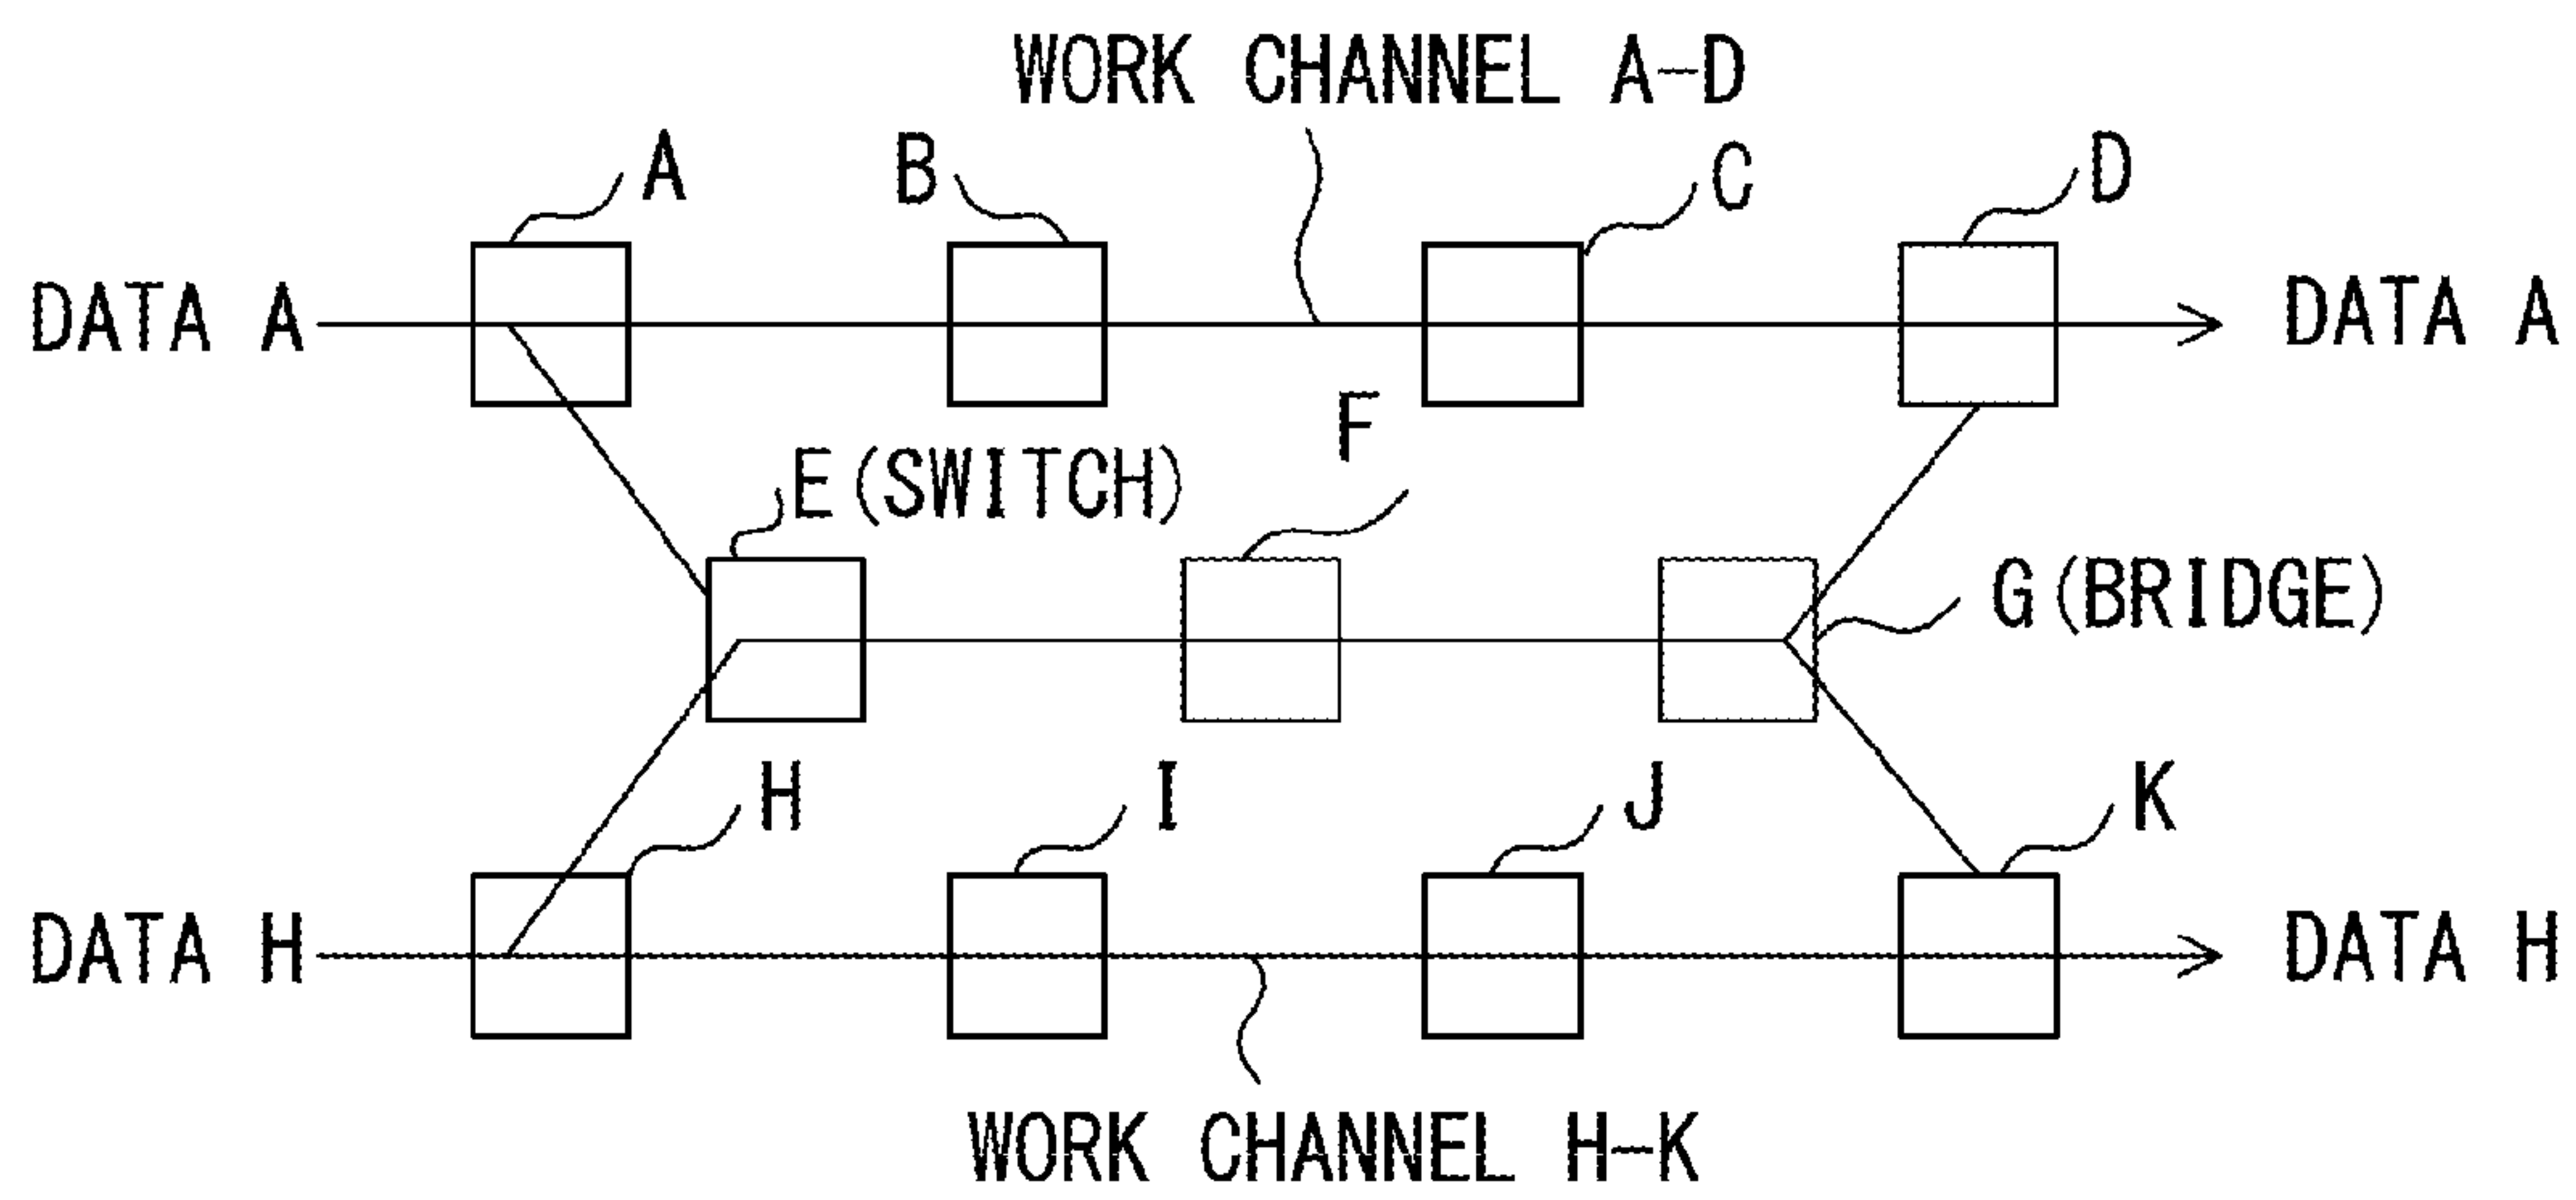 WORK CHANNEL A-D
A
B
C
D
DATA A
DATA A
F
E(SWITCH)
G(BRIDGE)
H
I
J
K
DATA H
DATA H
WORK CHANNEL H-K